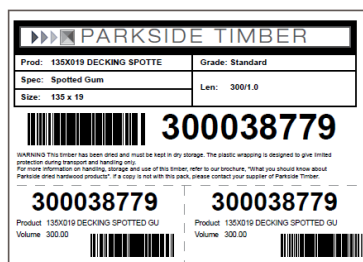 PARKSIDE TIMBER
Prod: 135X019 DECKING SPOTTE
Grade: Standard
Spec: Spotted Gum
Len: 300/1.0
Size: 135 x 19
300038779
WARNING This timber has been dried and must be kept in dry storage. The plastic wrapping is designed to give limited
protection during transport and handling only.
For more information on handling, storage and use of this timber, refer to our brochure, "What you should know about
Parkside dried hardwood products". If a copy is not with this pack, please contact your supplier of Parkside Timber.
300038779
Product 135X019 DECKING SPOTTED GU
Volume 300.00
300038779
Product 135X019 DECKING SPOTTED GU
Volume 300.00